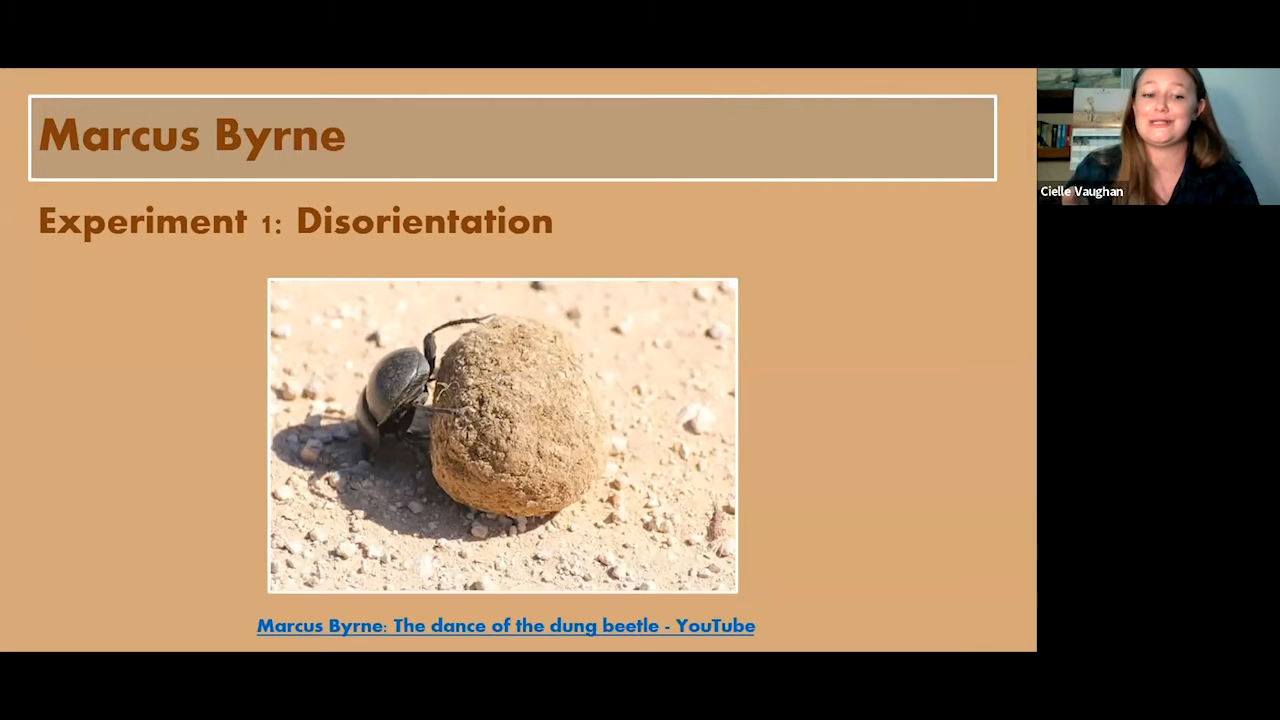 Marcus Byrne
Experiment 1: Disorientation
Marcus Byrne: The dance of the dung beetle - YouTube
Cielle Vaughan